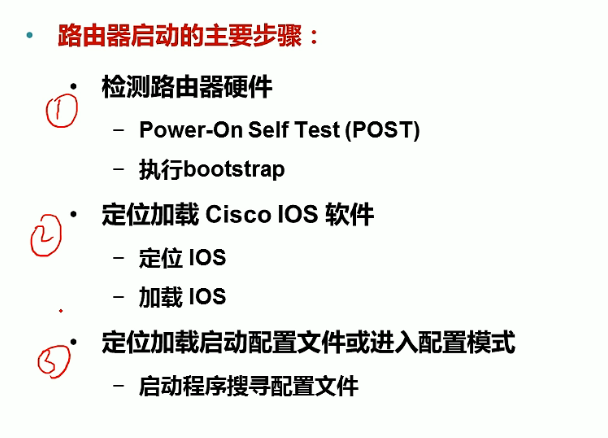 • 路由器启动的主要步骤：
① • 检测路由器硬件
– Power-On Self Test (POST)
– 执行bootstrap
② • 定位加载 Cisco IOS 软件
– 定位 IOS
– 加载 IOS
③ • 定位加载启动配置文件或进入配置模式
– 启动程序搜寻配置文件